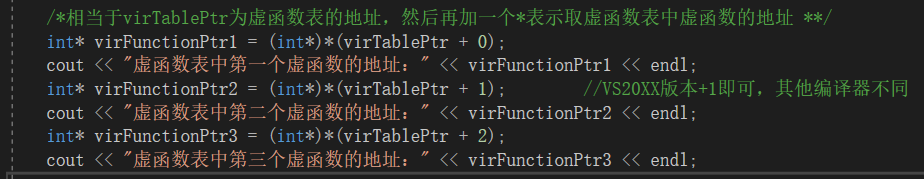 /*相当于virTablePtr为虚函数表的地址，然后再加一个*表示取虚函数表中虚函数的地址 **/
int* virFunctionPtr1 = (int*)*(virTablePtr + 0);
cout << "虚函数表中第一个虚函数的地址：" << virFunctionPtr1 << endl;
int* virFunctionPtr2 = (int*)*(virTablePtr + 1); //VS20XX版本+1即可，其他编译器不同
cout << "虚函数表中第二个虚函数的地址：" << virFunctionPtr2 << endl;
int* virFunctionPtr3 = (int*)*(virTablePtr + 2);
cout << "虚函数表中第三个虚函数的地址：" << virFunctionPtr3 << endl;